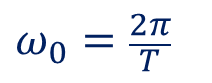 ω₀ = 2π/T